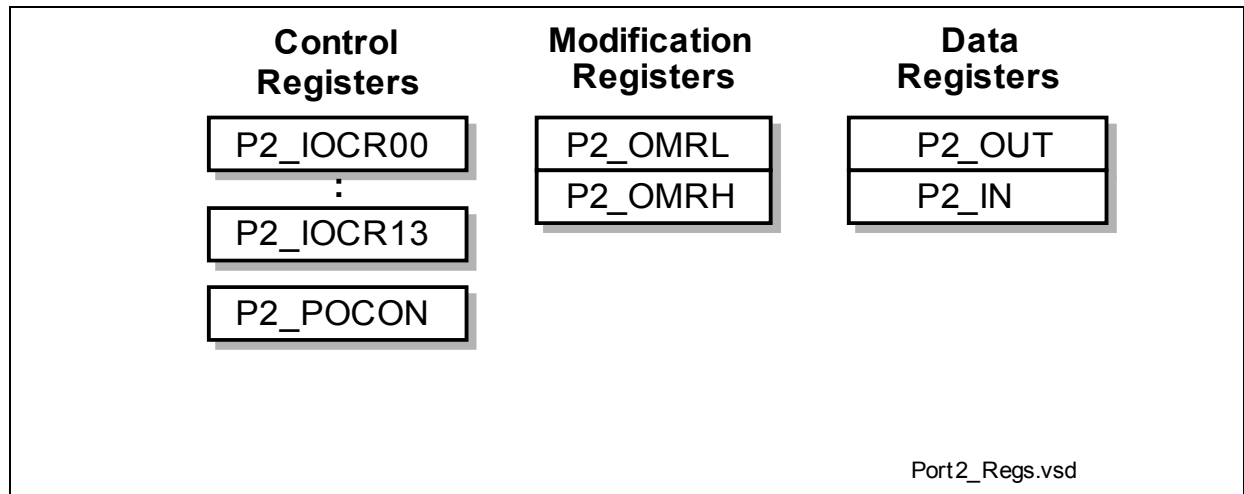 Control
Registers
P2_IOCR00
:
P2_IOCR13
P2_POCON
Modification
Registers
P2_OMRL
P2_OMRH
Data
Registers
P2_OUT
P2_IN
Port2_Regs.vsd